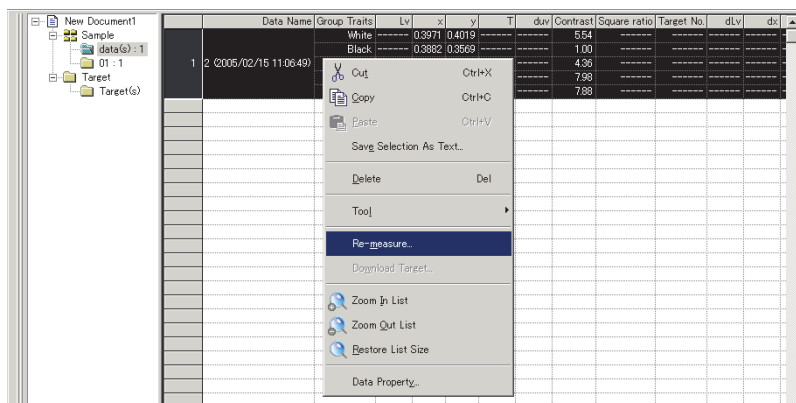 New Document1
Sample
data(s) : 1
01 : 1
Target
Target(s)
Data Name Group Traits Lv x y T duv Contrast Square ratio Target No. dLv dx
White ------ 0.3971 0.4019 ------ ------ 5.54 ------ ------ ------ ------
Black ------ 0.3882 0.3569 ------ ------ 1.00 ------ ------ ------ ------
1 2 (2005/02/15 11:06:49) ------ 4.36 ------ ------ ------ ------
------ 7.98 ------ ------ ------ ------
------ 7.88 ------ ------ ------ ------
Cut Ctrl+X
Copy Ctrl+C
Paste Ctrl+V
Save Selection As Text...
Delete Del
Tool
Re-measure...
Download Target...
Zoom In List
Zoom Out List
Restore List Size
Data Property...